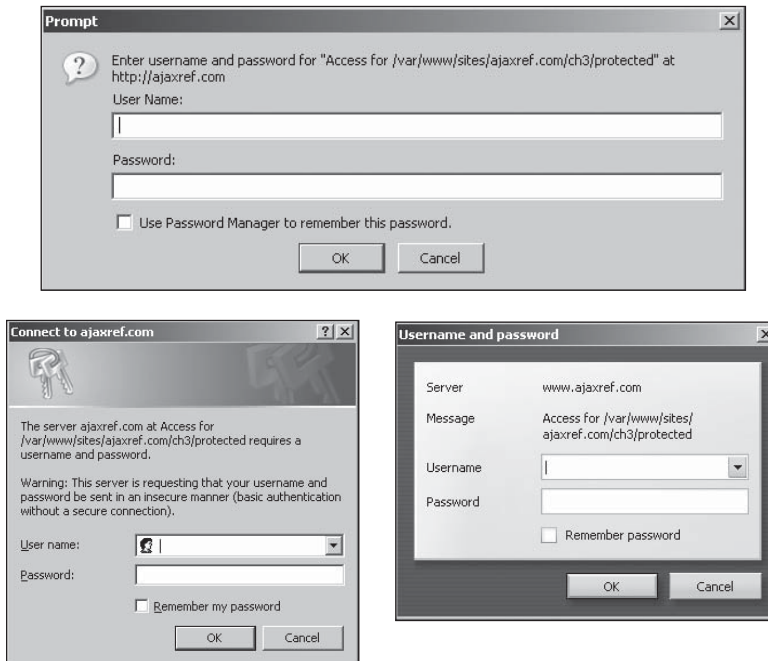 Prompt
Enter username and password for "Access for /var/www/sites/ajaxref.com/ch3/protected" at
http://ajaxref.com
User Name:
Password:
Use Password Manager to remember this password.
OK Cancel
Connect to ajaxref.com
The server ajaxref.com at Access for
/var/www/sites/ajaxref.com/ch3/protected requires a
username and password.
Warning: This server is requesting that your username and
password be sent in an insecure manner (basic authentication
without a secure connection).
User name:
Password:
Remember my password
OK Cancel
Username and password
Server www.ajaxref.com
Message Access for /var/www/sites/
ajaxref.com/ch3/protected
Username
Password
Remember password
OK Cancel